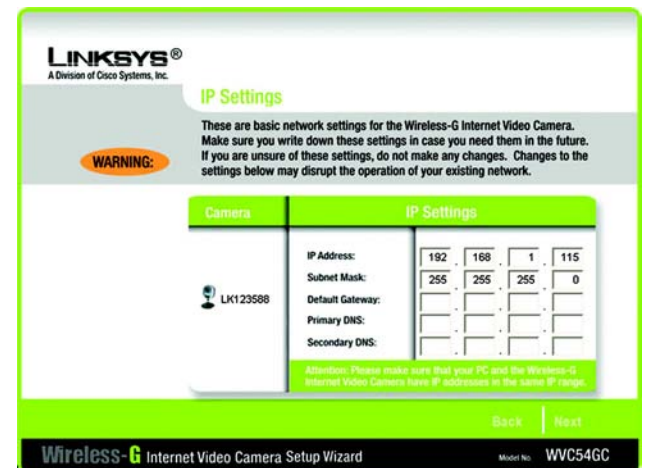 LINKSYS®
A Division of Cisco Systems, Inc.
IP Settings
WARNING:
These are basic network settings for the Wireless-G Internet Video Camera.
Make sure you write down these settings in case you need them in the future.
If you are unsure of these settings, do not make any changes. Changes to the
settings below may disrupt the operation of your existing network.
Camera
IP Settings
LK123588
IP Address: 192 . 168 . 1 . 115
Subnet Mask: 255 . 255 . 255 . 0
Default Gateway: . . .
Primary DNS: . . .
Secondary DNS: . . .
Attention: Please make sure that your PC and the Wireless-G
Internet Video Camera have IP addresses in the same IP range.
Back Next
Wireless-G Internet Video Camera Setup Wizard
Model No. WVC54GC